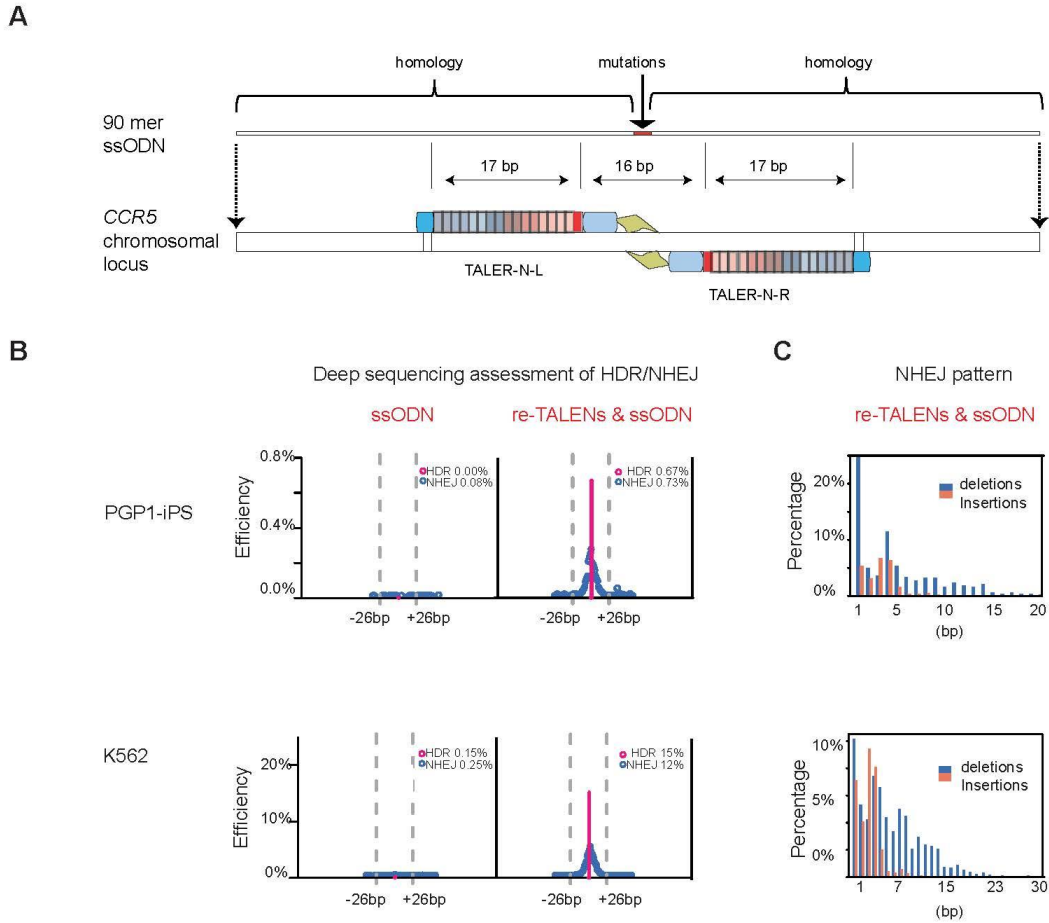 A
homology
mutations
homology
90 mer
ssODN
17 bp
16 bp
17 bp
CCR5
chromosomal
locus
TALER-N-L
TALER-N-R
B
Deep sequencing assessment of HDR/NHEJ
ssODN
re-TALENs & ssODN
PGP1-iPS
Efficiency
0.8%
0.4%
0.0%
HDR 0.00%
NHEJ 0.08%
-26bp
+26bp
HDR 0.67%
NHEJ 0.73%
-26bp
+26bp
K562
Efficiency
20%
10%
0%
HDR 0.15%
NHEJ 0.25%
-26bp
+26bp
HDR 15%
NHEJ 12%
-26bp
+26bp
C
NHEJ pattern
re-TALENs & ssODN
Percentage
20%
10%
0%
deletions
Insertions
1 5 10 15 20
(bp)
Percentage
10%
5%
0%
deletions
Insertions
1 7 15 23 30
(bp)